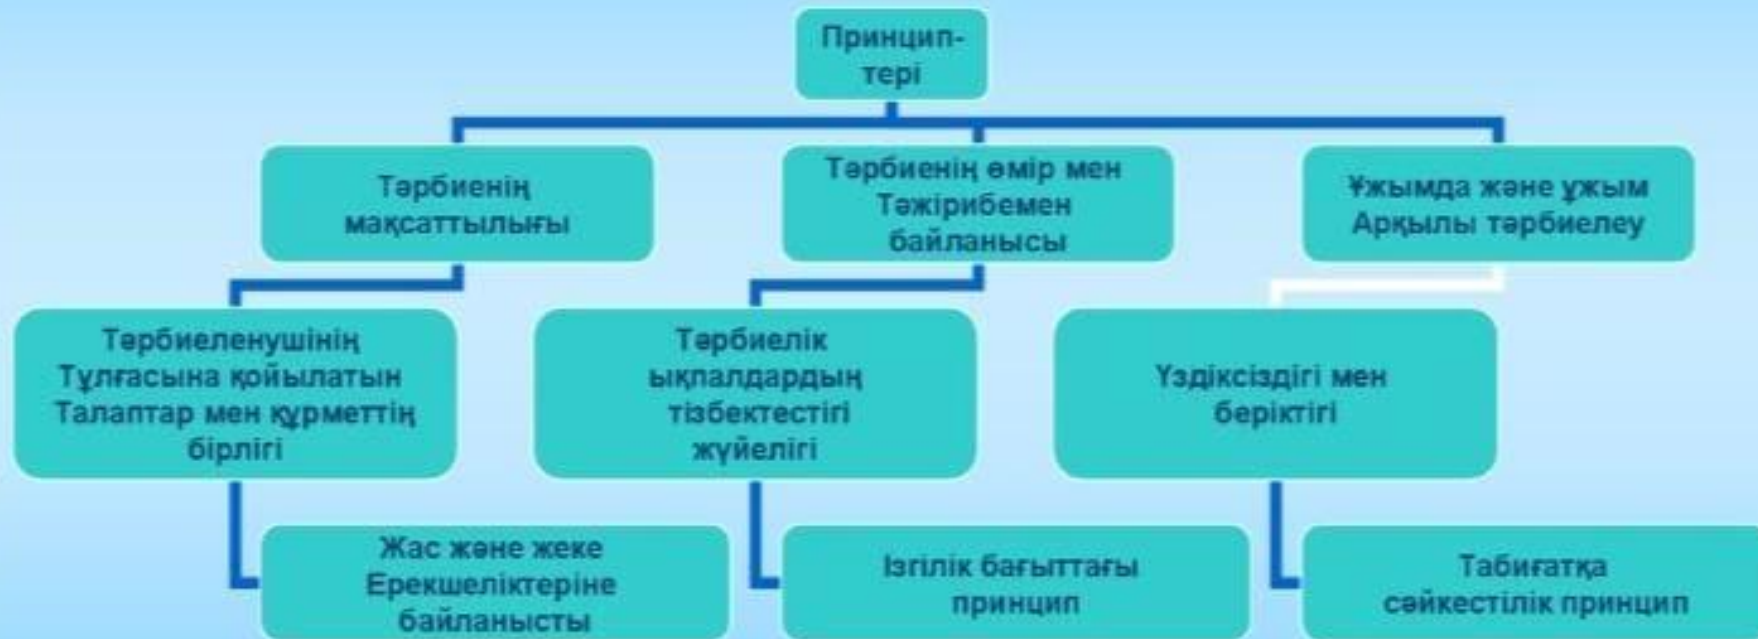 Принцип-
тері
Тәрбиенің
мақсаттылығы
Тәрбиенің өмір мен
Тәжірибемен
байланысы
Ұжымда және ұжым
Арқылы тәрбиелеу
Тәрбиеленушінің
Тұлғасына қойылатын
Талаптар мен құрметтің
бірлігі
Тәрбиелік
ықпалдардың
тізбектестігі
жүйелігі
Үздіксіздігі мен
беріктігі
Жас және жеке
Ерекшеліктеріне
байланысты
Ізгілік бағыттағы
принцип
Табиғатқа
сәйкестілік принцип